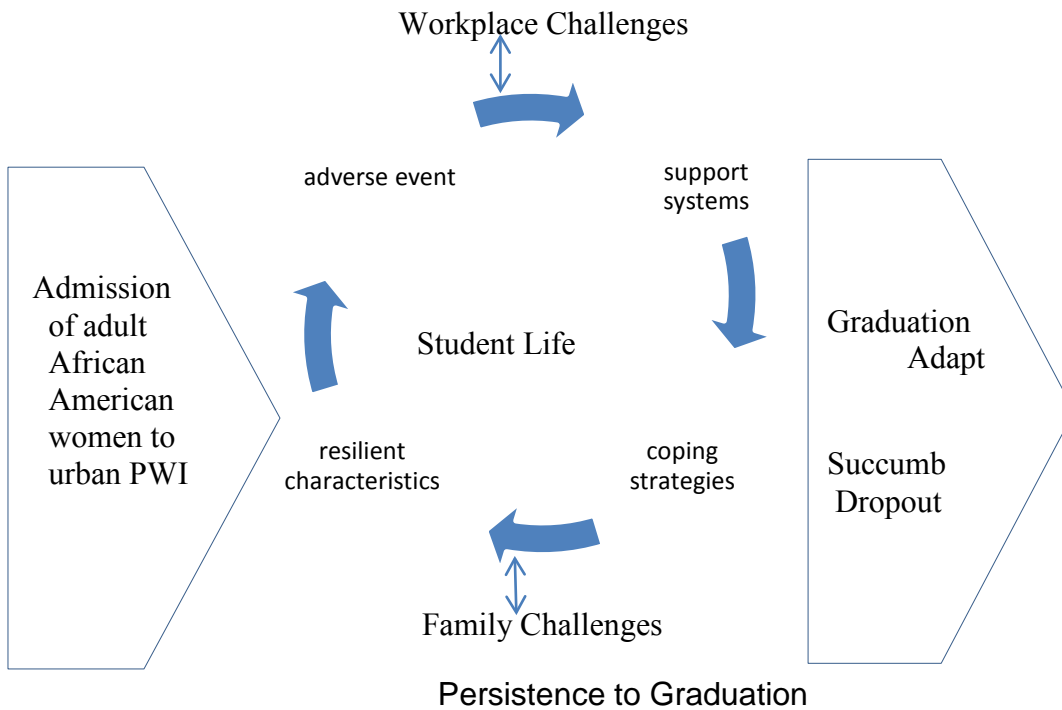 Workplace Challenges
adverse event
support
systems
Admission
of adult
African
American
women to
urban PWI
Student Life
Graduation
Adapt
Succumb
Dropout
resilient
characteristics
coping
strategies
Family Challenges
Persistence to Graduation